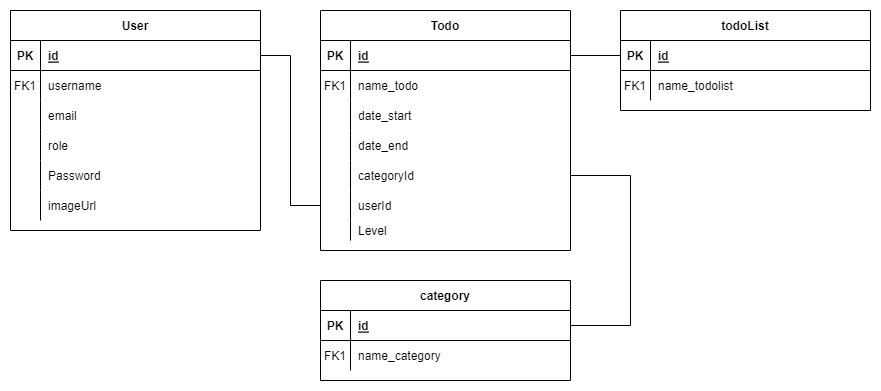 User
PK id
FK1 username
email
role
Password
imageUrl
Todo
PK id
FK1 name_todo
date_start
date_end
categoryId
userId
Level
todoList
PK id
FK1 name_todolist
category
PK id
FK1 name_category